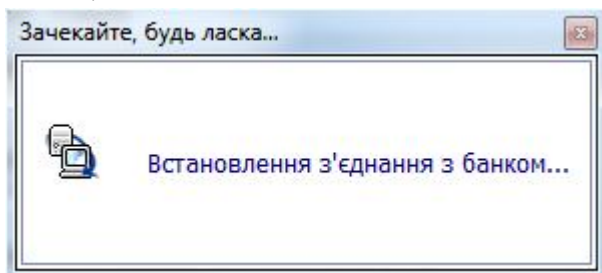 Зачекайте, будь ласка...
Встановлення з'єднання з банком...